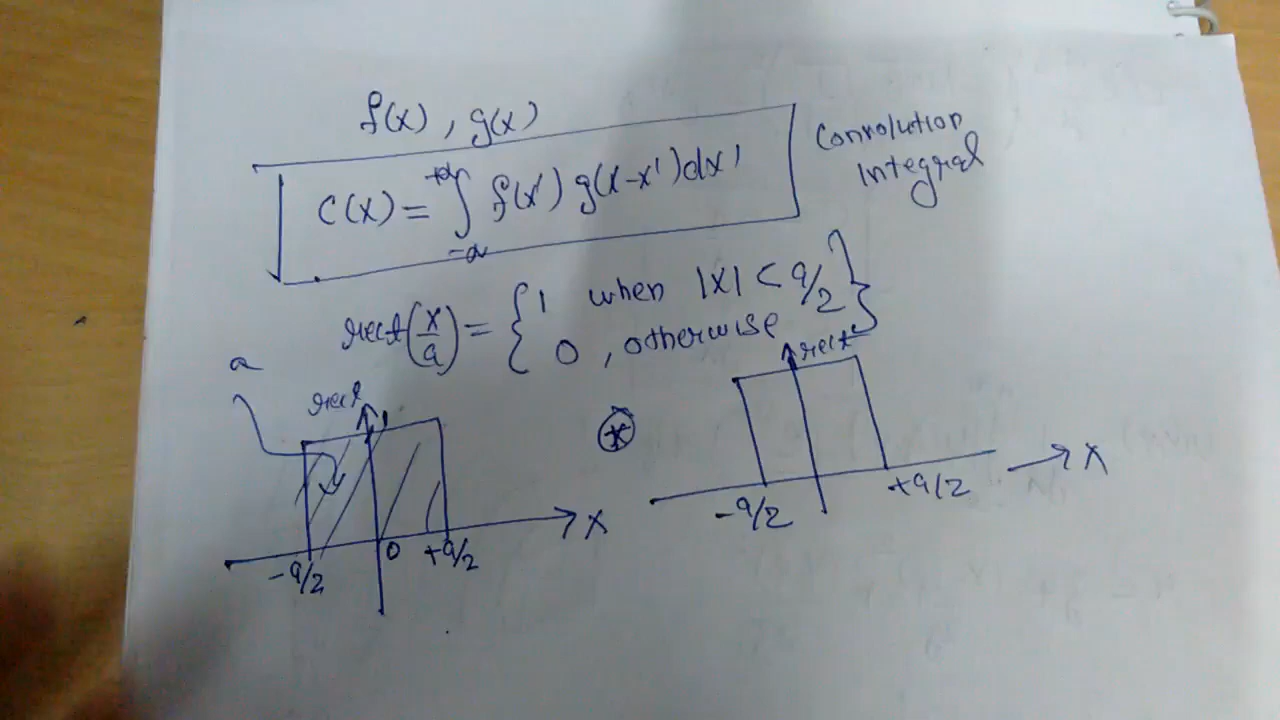 f(x) , g(x)
C(x) = ∫_{-∞}^{+∞} f(x') g(x-x') dx'
Convolution
Integral
rect(x/a) = { 1 when |x| < a/2
0 , otherwise }
a
rect
1
-a/2
0
+a/2
x
*
rect
-a/2
+a/2
x